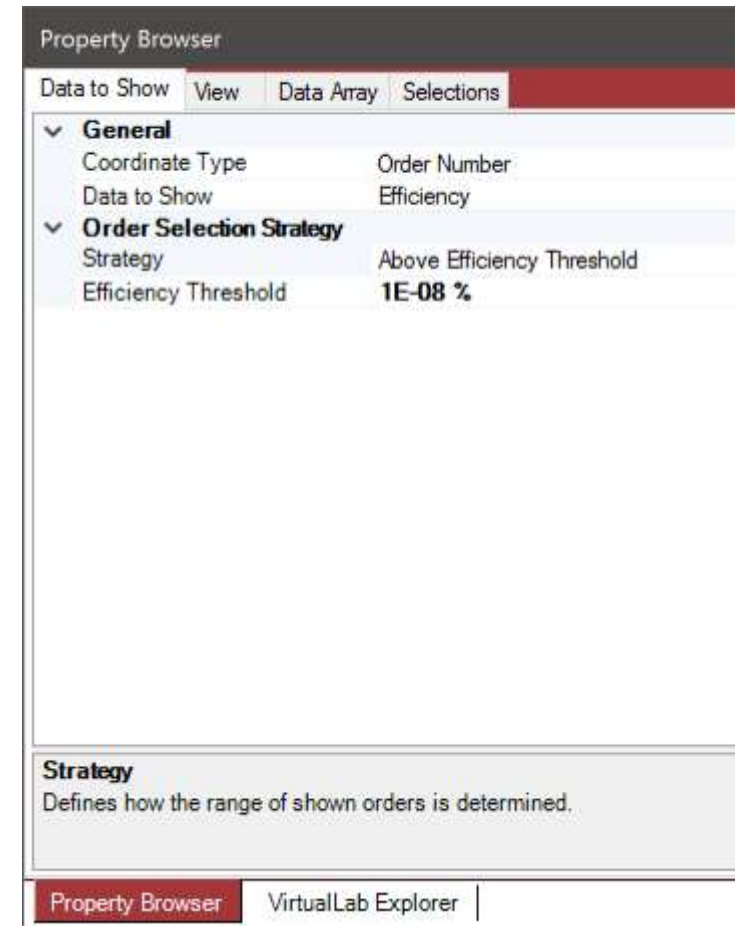 Property Browser
Data to Show View Data Array Selections
General
Coordinate Type Order Number
Data to Show Efficiency
Order Selection Strategy
Strategy Above Efficiency Threshold
Efficiency Threshold 1E-08 %
Strategy
Defines how the range of shown orders is determined.
Property Browser VirtualLab Explorer